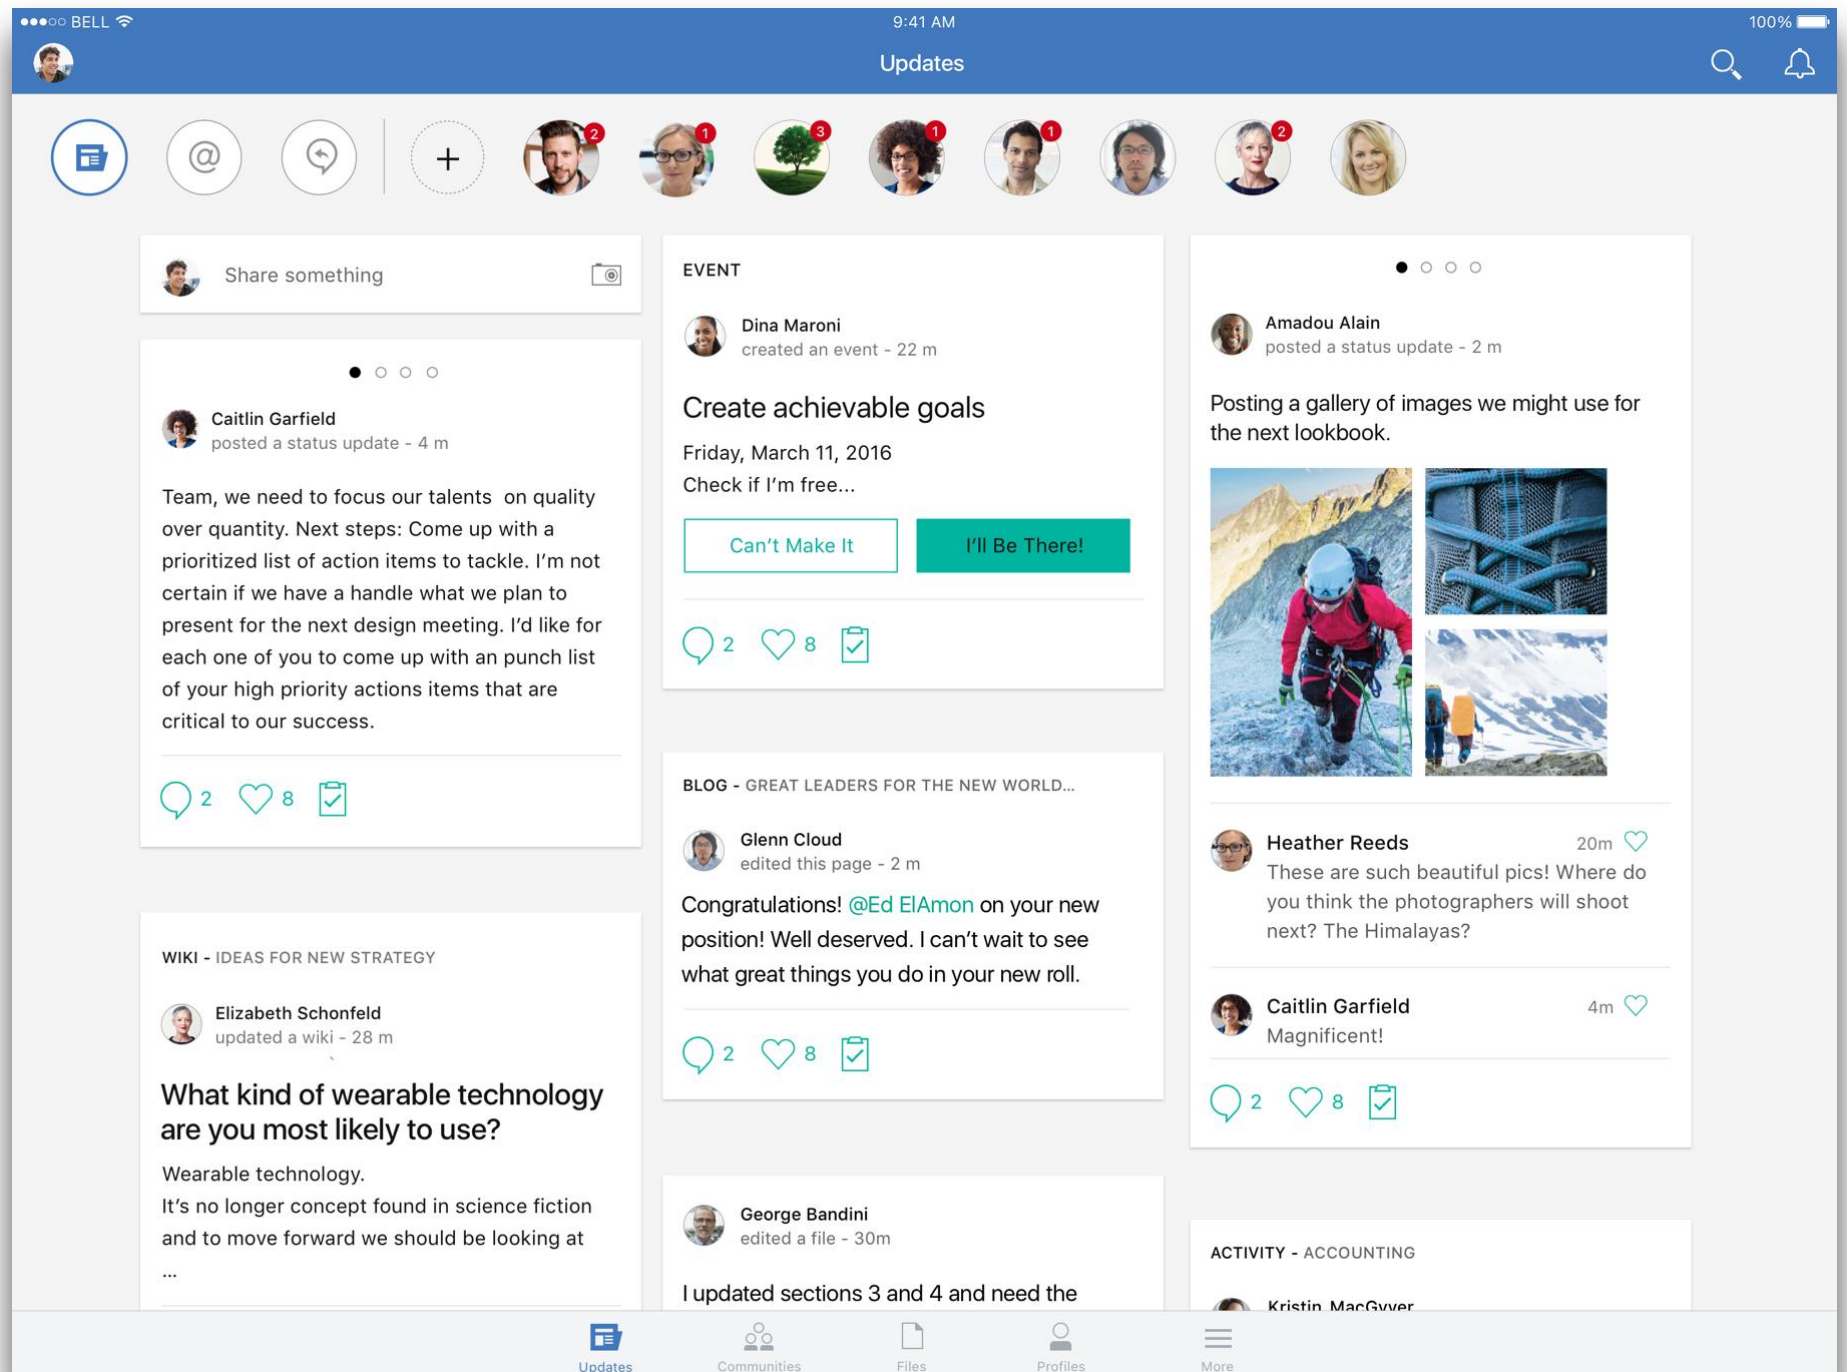 BELL
9:41 AM
100%
Updates
@
+
2
1
3
1
1
2
Share something
Caitlin Garfield
posted a status update - 4 m
Team, we need to focus our talents  on quality
over quantity. Next steps: Come up with a
prioritized list of action items to tackle. I'm not
certain if we have a handle what we plan to
present for the next design meeting. I'd like for
each one of you to come up with an punch list
of your high priority actions items that are
critical to our success.
2
8
WIKI - IDEAS FOR NEW STRATEGY
Elizabeth Schonfeld
updated a wiki - 28 m
`
What kind of wearable technology
are you most likely to use?
Wearable technology.
It's no longer concept found in science fiction
and to move forward we should be looking at
...
EVENT
Dina Maroni
created an event - 22 m
Create achievable goals
Friday, March 11, 2016
Check if I'm free...
Can't Make It
I'll Be There!
2
8
BLOG - GREAT LEADERS FOR THE NEW WORLD...
Glenn Cloud
edited this page - 2 m
Congratulations! @Ed ElAmon on your new
position! Well deserved. I can't wait to see
what great things you do in your new roll.
2
8
George Bandini
edited a file - 30m
I updated sections 3 and 4 and need the
Amadou Alain
posted a status update - 2 m
Posting a gallery of images we might use for
the next lookbook.
Heather Reeds
20m
These are such beautiful pics! Where do
you think the photographers will shoot
next? The Himalayas?
Caitlin Garfield
4m
Magnificent!
2
8
ACTIVITY - ACCOUNTING
Kristin MacGyver
Updates
Communities
Files
Profiles
More